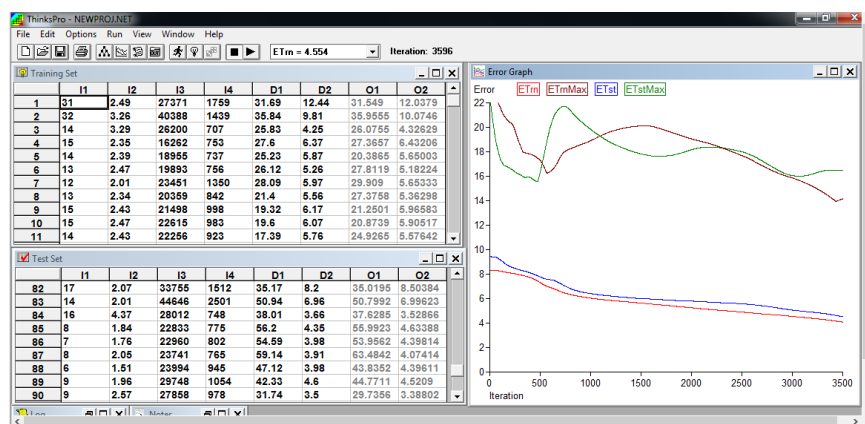 ThinksPro - NEWPROJ.NET
File Edit Options Run View Window Help
ETrn = 4.554 Iteration: 3596
Training Set
I1 I2 I3 I4 D1 D2 O1 O2
1 31 2.49 27371 1759 31.69 12.44 31.549 12.0379
2 32 3.26 40388 1439 35.84 9.81 35.9555 10.0746
3 14 3.29 26200 707 25.83 4.25 26.0755 4.32629
4 15 2.35 16262 753 27.6 6.37 27.3657 6.43206
5 14 2.39 18955 737 25.23 5.87 20.3865 5.65003
6 13 2.47 19893 756 26.12 5.26 27.8119 5.18224
7 12 2.01 23451 1350 28.09 5.97 29.909 5.65333
8 13 2.34 20359 842 21.4 5.56 27.3758 5.36298
9 15 2.43 21498 998 19.32 6.17 21.2501 5.96583
10 15 2.47 22615 983 19.6 6.07 20.8739 5.90517
11 14 2.43 22256 923 17.39 5.76 24.9265 5.57642
Test Set
I1 I2 I3 I4 D1 D2 O1 O2
82 17 2.07 33755 1512 35.17 8.2 35.0195 8.50384
83 14 2.01 44646 2501 50.94 6.96 50.7992 6.99623
84 16 4.37 28012 748 38.01 3.66 37.6285 3.52866
85 8 1.84 22833 775 56.2 4.35 55.9923 4.63388
86 7 1.76 22960 802 54.59 3.98 53.9562 4.39814
87 8 2.05 23741 765 59.14 3.91 63.4842 4.07414
88 6 1.51 23994 945 47.12 3.98 43.8352 4.39611
89 9 1.96 29748 1054 42.33 4.6 44.7711 4.5209
90 9 2.57 27858 978 31.74 3.5 29.7356 3.38802
Log Notes
Error Graph
Error ETrn ETrnMax ETst ETstMax
22
20
18
16
14
12
10
8
6
4
2
0
0 500 1000 1500 2000 2500 3000 3500
Iteration